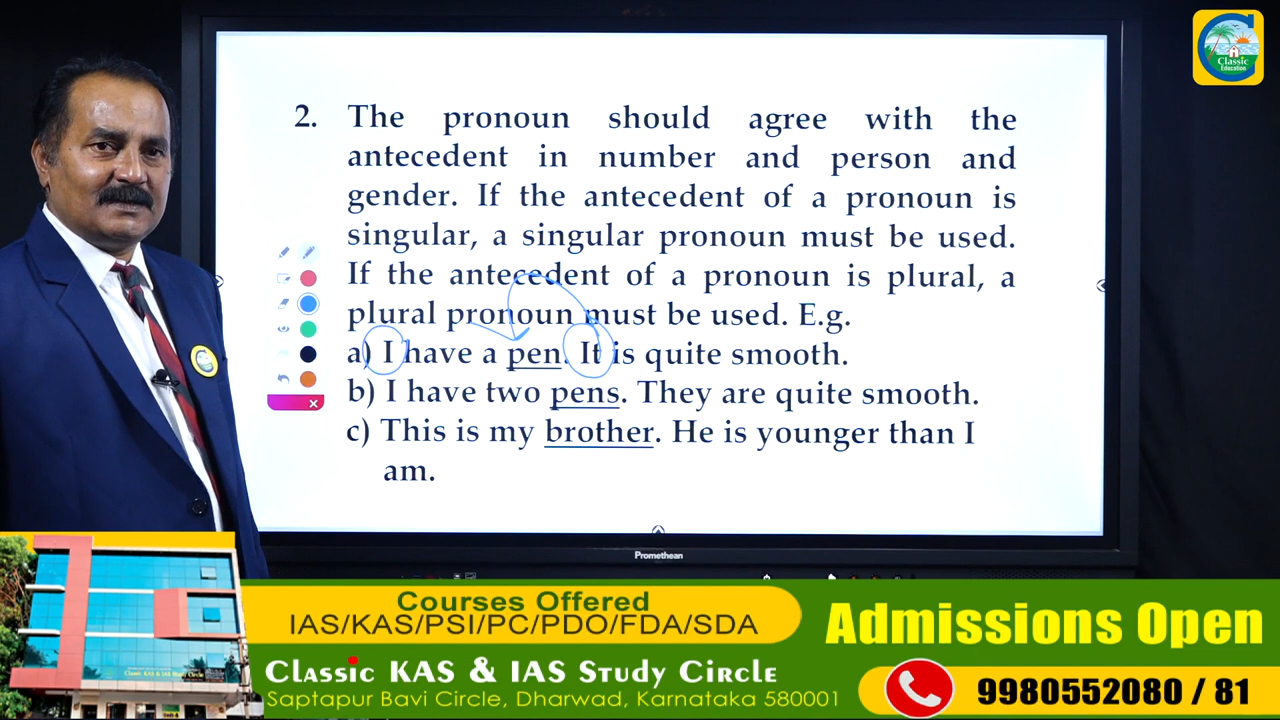 Classic
Education
2. The pronoun should agree with the
antecedent in number and person and
gender. If the antecedent of a pronoun is
singular, a singular pronoun must be used.
If the antecedent of a pronoun is plural, a
plural pronoun must be used. E.g.
a) I have a pen. It is quite smooth.
b) I have two pens. They are quite smooth.
c) This is my brother. He is younger than I
am.
Promethean
Courses Offered
IAS/KAS/PSI/PC/PDO/FDA/SDA
Admissions Open
Classic KAS & IAS Study Circle
Saptapur Bavi Circle, Dharwad, Karnataka 580001
9980552080 / 81